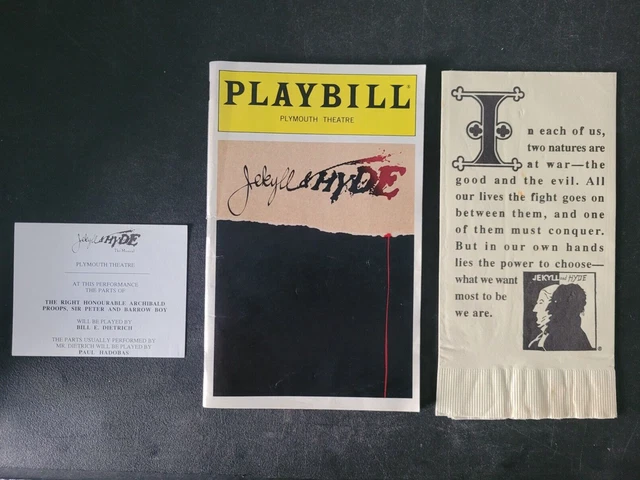 Jekyll & HYDE
The Musical
PLYMOUTH THEATRE
AT THIS PERFORMANCE
THE PARTS OF
THE RIGHT HONOURABLE ARCHIBALD
PROOPS, SIR PETER AND BARROW BOY
WILL BE PLAYED BY
BILL E. DIETRICH
THE PARTS USUALLY PERFORMED BY
MR. DIETRICH WILL BE PLAYED BY
PAUL HADOBAS
PLAYBILL®
PLYMOUTH THEATRE
Jekyll & HYDE
In each of us,
two natures are
at war—the
good and the evil. All
our lives the fight goes on
between them, and one
of them must conquer.
But in our own hands
lies the power to choose—
what we want
most to be
we are.
JEKYLL and HYDE
®